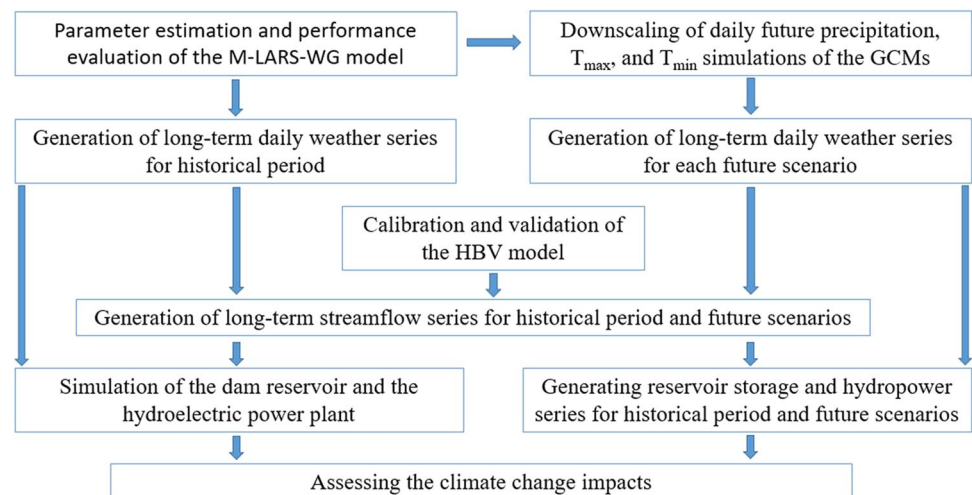 Parameter estimation and performance
evaluation of the M-LARS-WG model
Downscaling of daily future precipitation,
Tmax, and Tmin simulations of the GCMs
Generation of long-term daily weather series
for historical period
Generation of long-term daily weather series
for each future scenario
Calibration and validation of
the HBV model
Generation of long-term streamflow series for historical period and future scenarios
Simulation of the dam reservoir and the
hydroelectric power plant
Generating reservoir storage and hydropower
series for historical period and future scenarios
Assessing the climate change impacts